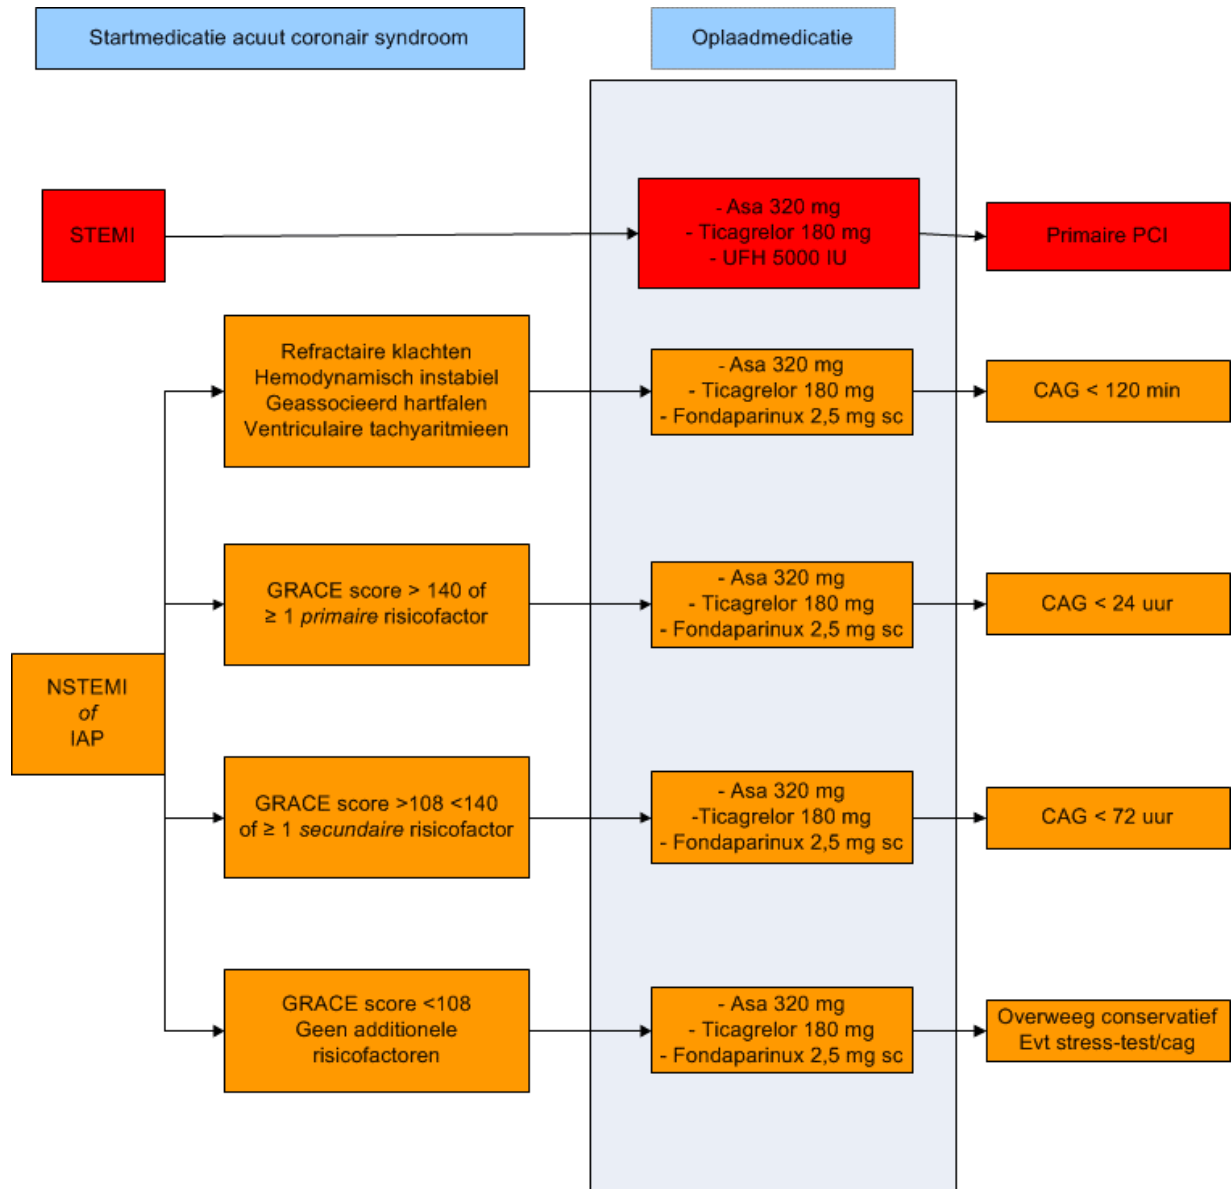 Startmedicatie acuut coronair syndroom
Oplaadmedicatie
STEMI
- Asa 320 mg
- Ticagrelor 180 mg
- UFH 5000 IU
Primaire PCI
NSTEMI
of
IAP
Refractaire klachten
Hemodynamisch instabiel
Geassocieerd hartfalen
Ventriculaire tachyaritmieen
- Asa 320 mg
- Ticagrelor 180 mg
- Fondaparinux 2,5 mg sc
CAG < 120 min
GRACE score > 140 of
≥ 1 primaire risicofactor
- Asa 320 mg
- Ticagrelor 180 mg
- Fondaparinux 2,5 mg sc
CAG < 24 uur
GRACE score >108 <140
of ≥ 1 secundaire risicofactor
- Asa 320 mg
-Ticagrelor 180 mg
- Fondaparinux 2,5 mg sc
CAG < 72 uur
GRACE score <108
Geen additionele
risicofactoren
- Asa 320 mg
- Ticagrelor 180 mg
- Fondaparinux 2,5 mg sc
Overweeg conservatief
Evt stress-test/cag